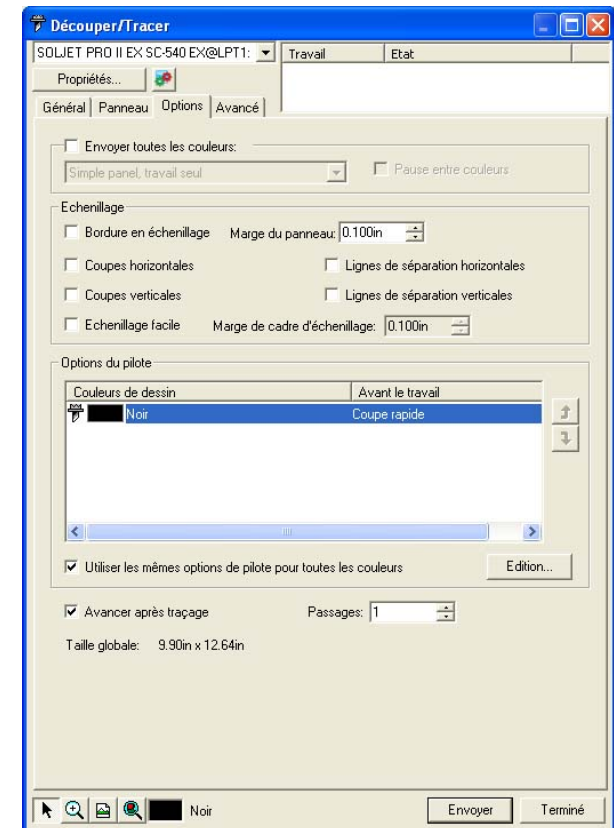 Découper/Tracer
SOLJET PRO II EX SC-540 EX@LPT1:
Travail Etat
Propriétés...
Général Panneau Options Avancé
Envoyer toutes les couleurs:
Simple panel, travail seul Pause entre couleurs
Echenillage
Bordure en échenillage Marge du panneau: 0.100in
Coupes horizontales Lignes de séparation horizontales
Coupes verticales Lignes de séparation verticales
Echenillage facile Marge de cadre d'échenillage: 0.100in
Options du pilote
Couleurs de dessin Avant le travail
Noir Coupe rapide
Utiliser les mêmes options de pilote pour toutes les couleurs Edition...
Avancer après traçage Passages: 1
Taille globale: 9.90in x 12.64in
Noir Envoyer Terminé